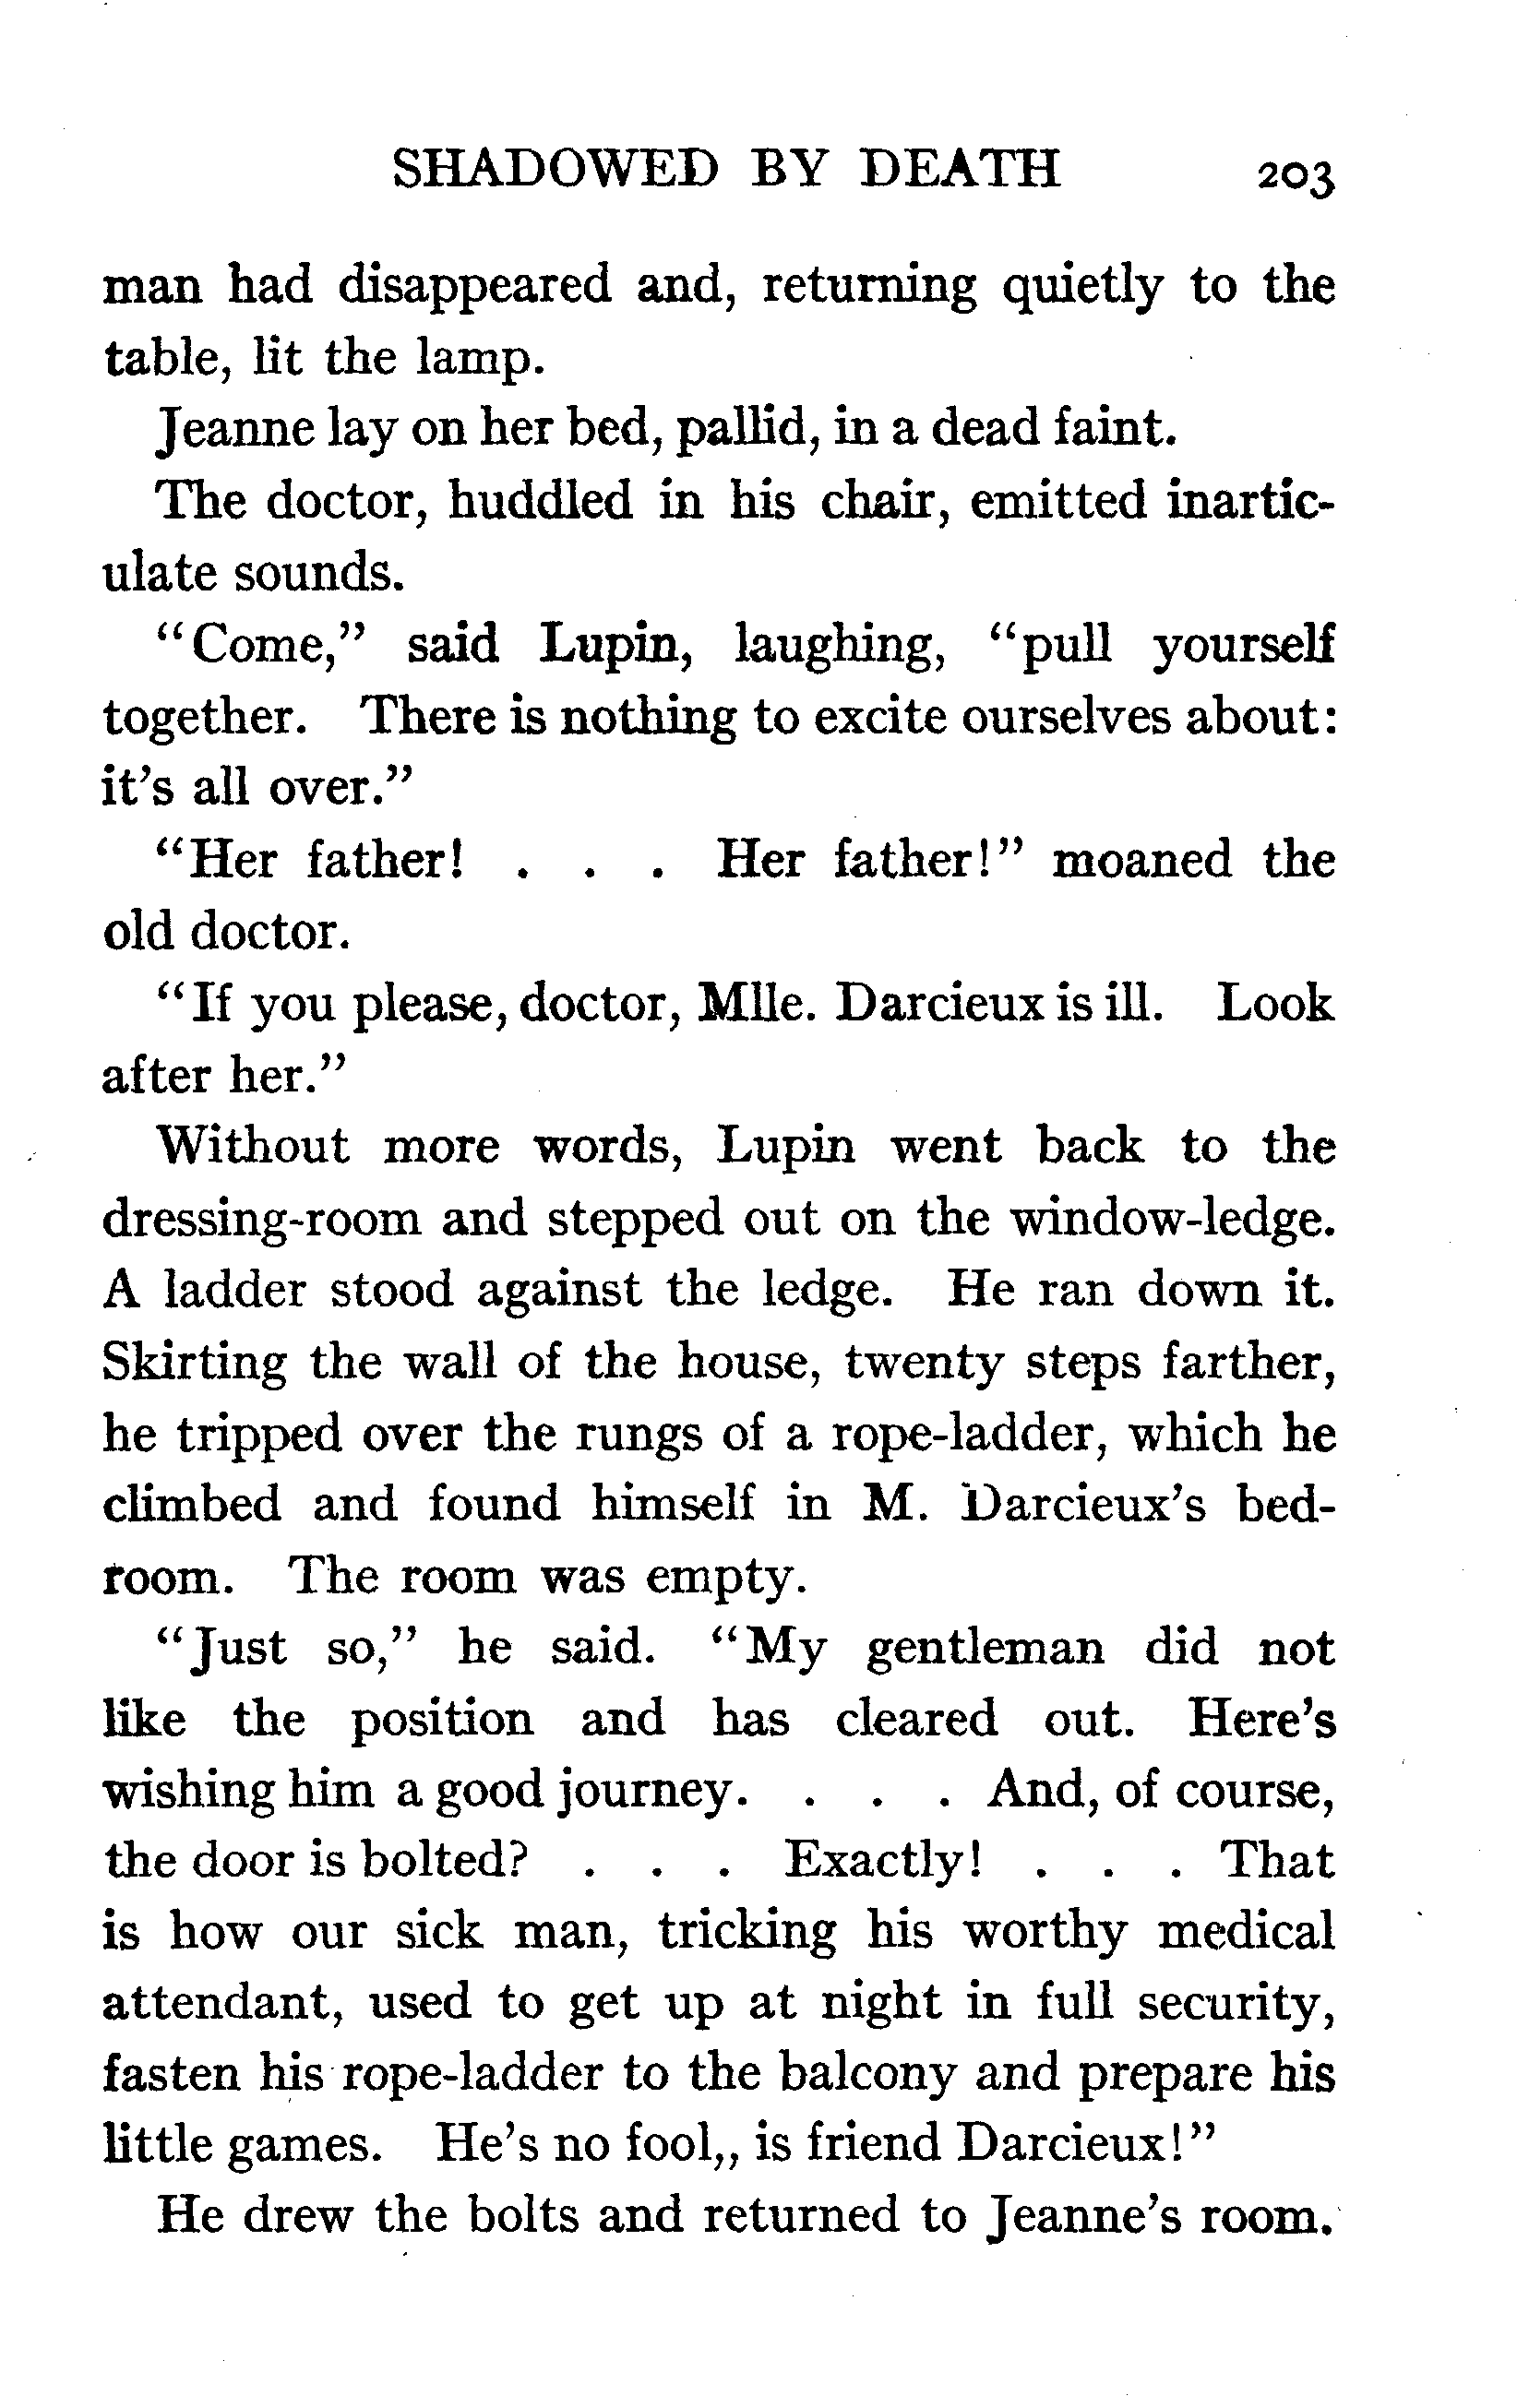 SHADOWED BY DEATH 203
man had disappeared and, returning quietly to the
table, lit the lamp.
Jeanne lay on her bed, pallid, in a dead faint.
The doctor, huddled in his chair, emitted inartic-
ulate sounds.
"Come," said Lupin, laughing, "pull yourself
together. There is nothing to excite ourselves about:
it's all over."
"Her father! . . . Her father!" moaned the
old doctor.
"If you please, doctor, Mlle. Darcieux is ill. Look
after her."
Without more words, Lupin went back to the
dressing-room and stepped out on the window-ledge.
A ladder stood against the ledge. He ran down it.
Skirting the wall of the house, twenty steps farther,
he tripped over the rungs of a rope-ladder, which he
climbed and found himself in M. Darcieux's bed-
room. The room was empty.
"Just so," he said. "My gentleman did not
like the position and has cleared out. Here's
wishing him a good journey. . . . And, of course,
the door is bolted? . . . Exactly! . . . That
is how our sick man, tricking his worthy medical
attendant, used to get up at night in full security,
fasten his rope-ladder to the balcony and prepare his
little games. He's no fool,, is friend Darcieux!"
He drew the bolts and returned to Jeanne's room.